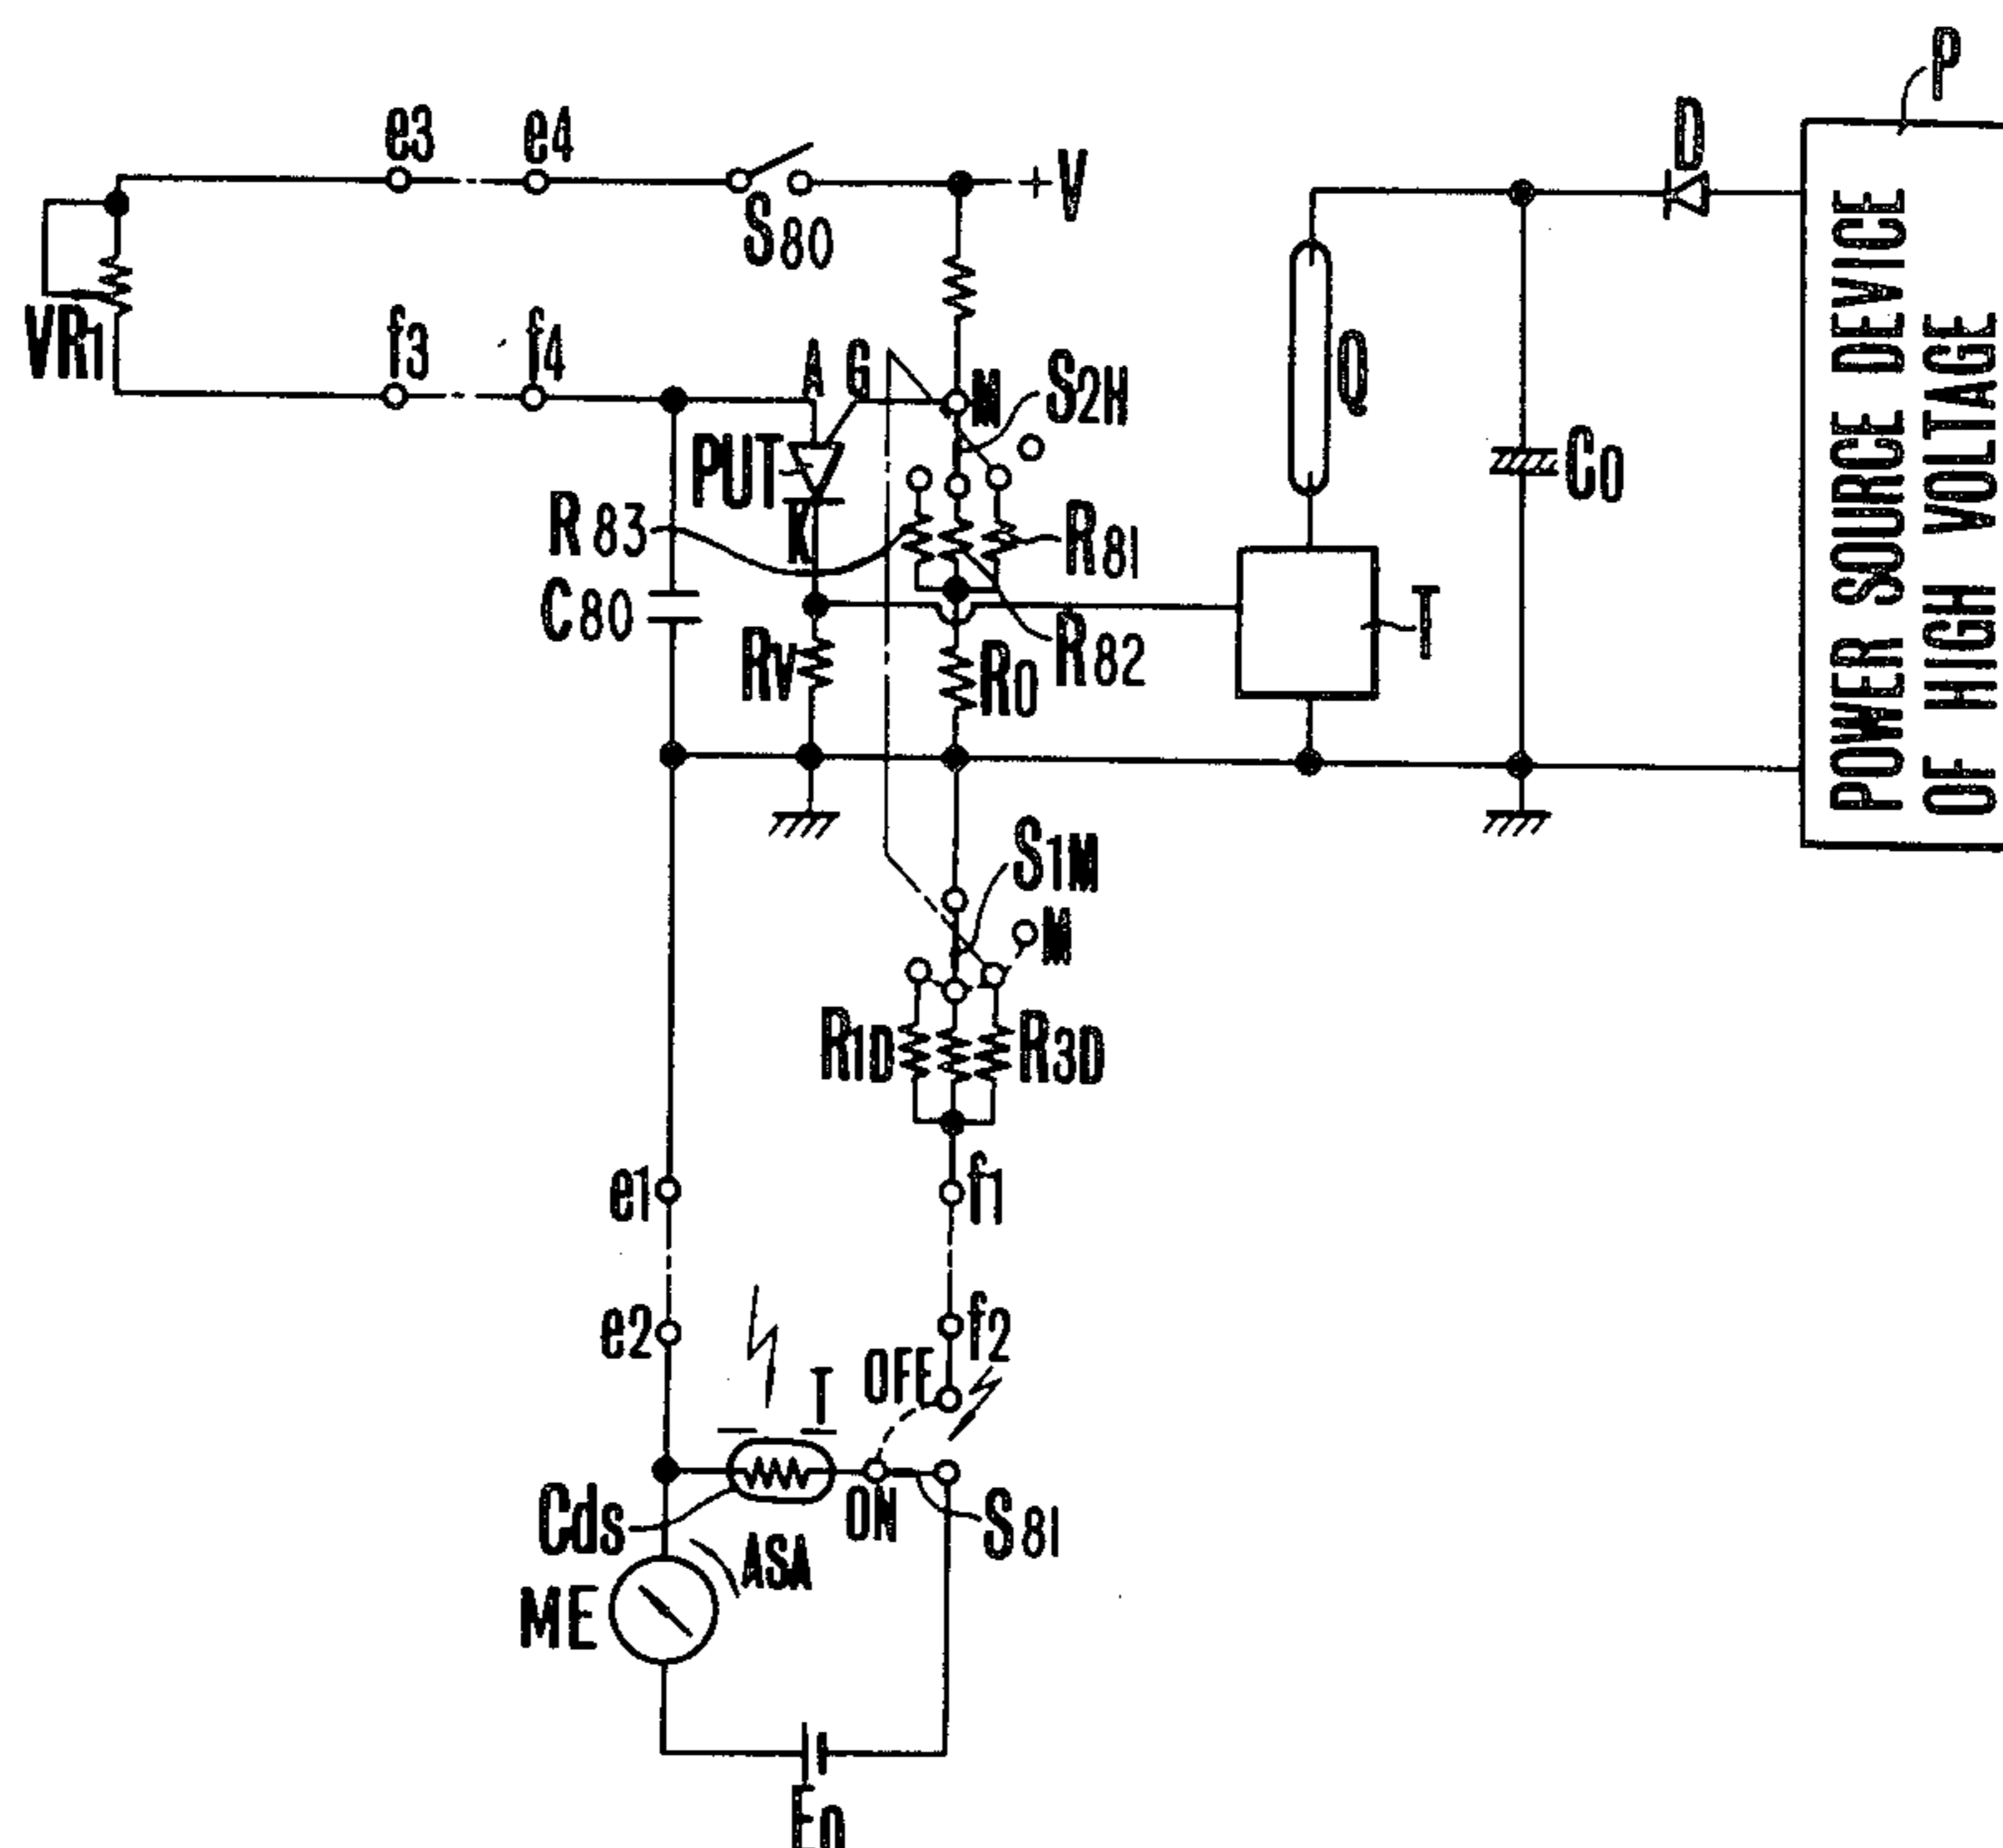 P
D
e3
e4
+V
S80
VR1
f3
f4
A
G
M
S2H
Q
PUT
C0
R83
K
R81
C80
T
Rv
R0
R82
POWER SOURCE DEVICE
OF HIGH VOLTAGE
S1M
M
R1D
R3D
e1
f1
e2
f2
OFF
T
Cds
ON
S81
ASA
ME